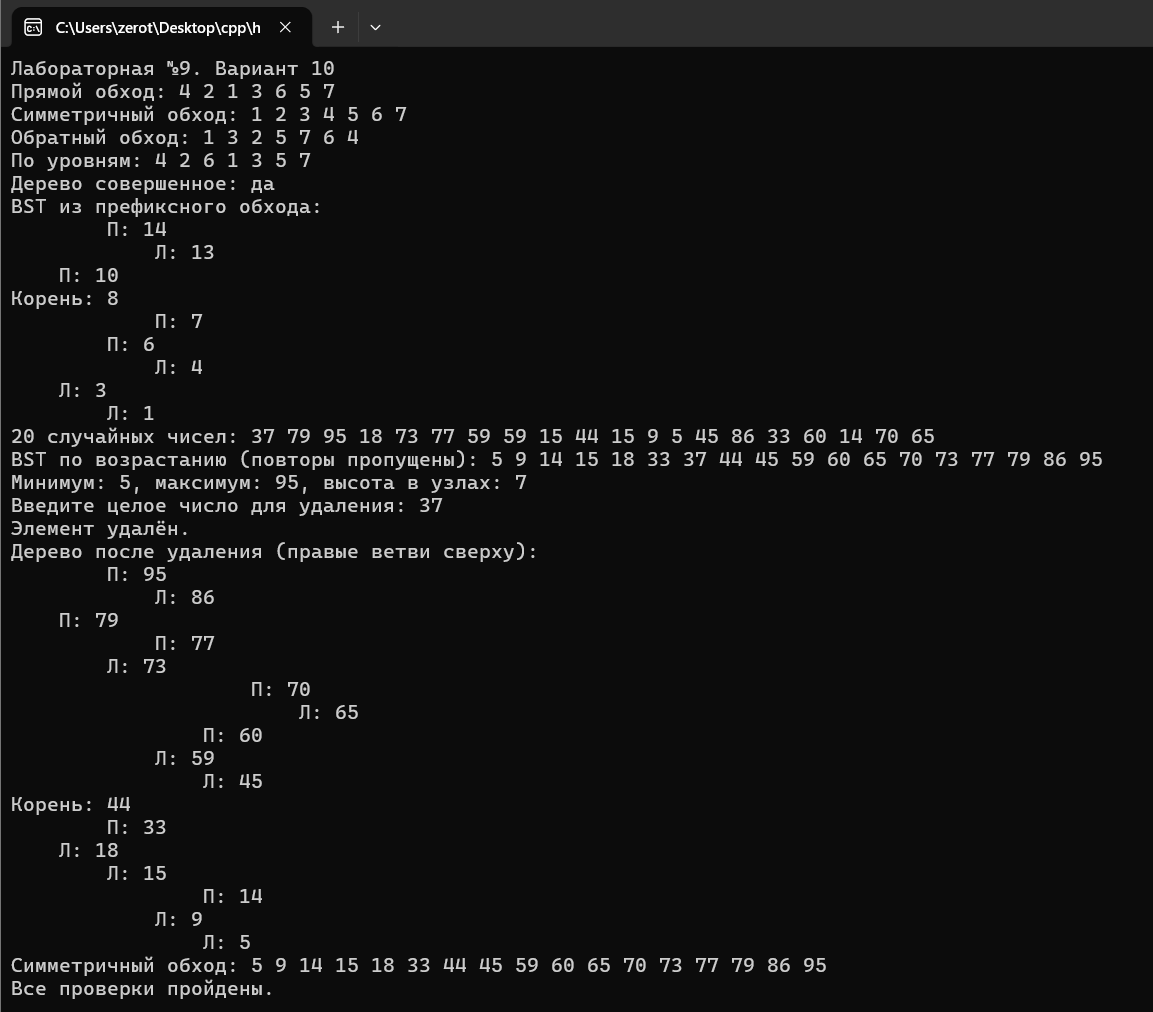 C:\Users\zerot\Desktop\cpp\h
Лабораторная №9. Вариант 10
Прямой обход: 4 2 1 3 6 5 7
Симметричный обход: 1 2 3 4 5 6 7
Обратный обход: 1 3 2 5 7 6 4
По уровням: 4 2 6 1 3 5 7
Дерево совершенное: да
BST из префиксного обхода:
        П: 14
            Л: 13
    П: 10
Корень: 8
            П: 7
        П: 6
            Л: 4
    Л: 3
        Л: 1
20 случайных чисел: 37 79 95 18 73 77 59 59 15 44 15 9 5 45 86 33 60 14 70 65
BST по возрастанию (повторы пропущены): 5 9 14 15 18 33 37 44 45 59 60 65 70 73 77 79 86 95
Минимум: 5, максимум: 95, высота в узлах: 7
Введите целое число для удаления: 37
Элемент удалён.
Дерево после удаления (правые ветви сверху):
        П: 95
            Л: 86
    П: 79
            П: 77
        Л: 73
                    П: 70
                        Л: 65
                П: 60
            Л: 59
                Л: 45
Корень: 44
        П: 33
    Л: 18
        Л: 15
                П: 14
            Л: 9
                Л: 5
Симметричный обход: 5 9 14 15 18 33 44 45 59 60 65 70 73 77 79 86 95
Все проверки пройдены.